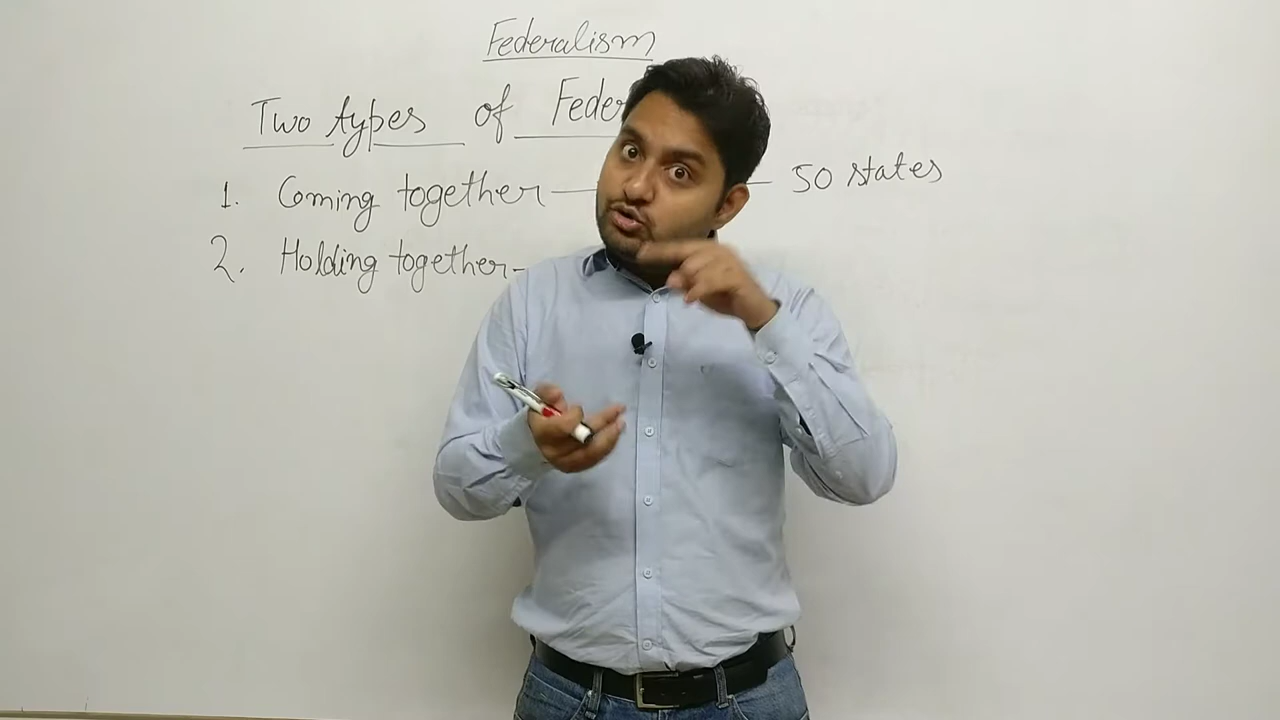 Federalism
Two types of Feder
1. Coming together — — 50 states
2. Holding together -